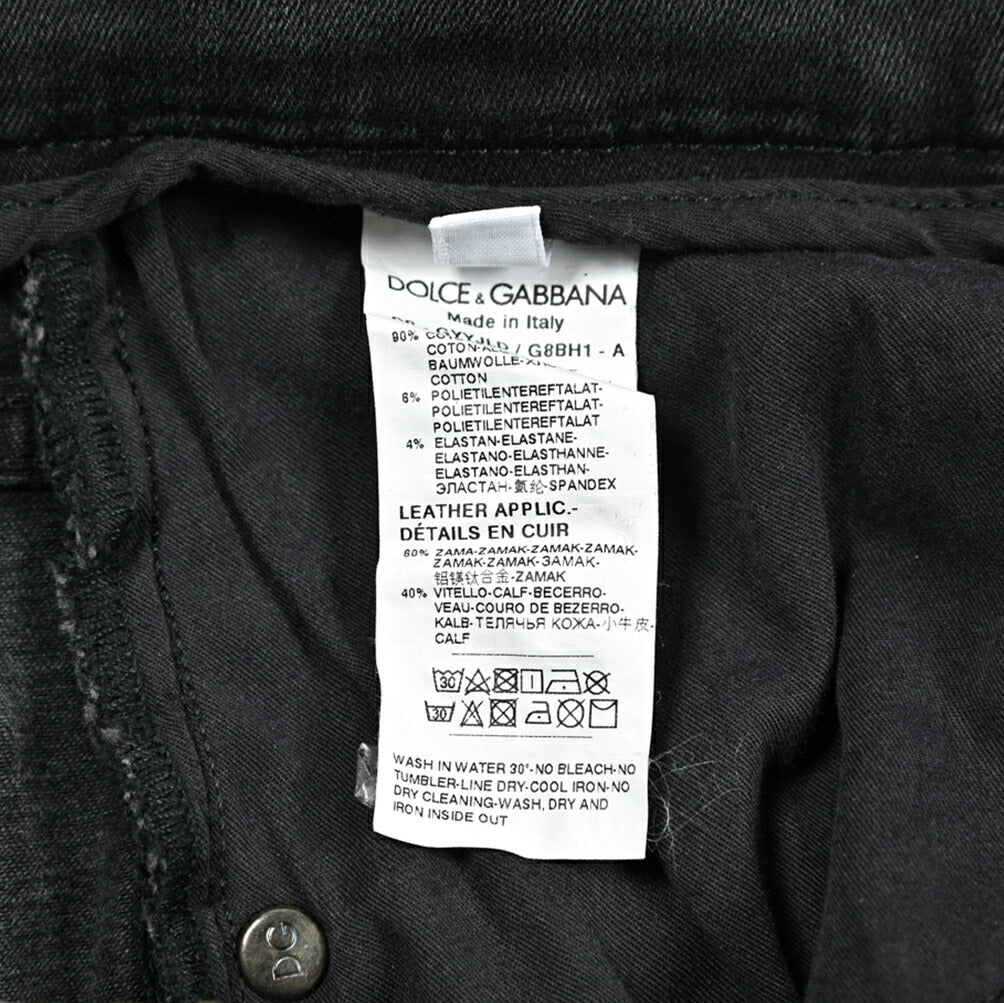 DOLCE & GABBANA
Made in Italy
/ G8BH1 - A
90%
COTON-
BAUMWOLLE-
COTTON
6% POLIETILENTEREFTALAT-
POLIETILENTEREFTALAT-
POLIETILENTEREFTALAT
4% ELASTAN-ELASTANE-
ELASTANO-ELASTHANNE-
ELASTANO-ELASTHAN-
ЭЛАСТАН-氨纶-SPANDEX
LEATHER APPLIC.-
DÉTAILS EN CUIR
60% ZAMA-ZAMAK-ZAMAK-ZAMAK-
ZAMAK-ZAMAK-ЗАМАК-
铝镁钛合金-ZAMAK
40% VITELLO-CALF-BECERRO-
VEAU-COURO DE BEZERRO-
KALB-ТЕЛЯЧЬЯ КОЖА-小牛皮-
CALF
30
30
WASH IN WATER 30°-NO BLEACH-NO
TUMBLER-LINE DRY-COOL IRON-NO
DRY CLEANING-WASH, DRY AND
IRON INSIDE OUT
DG